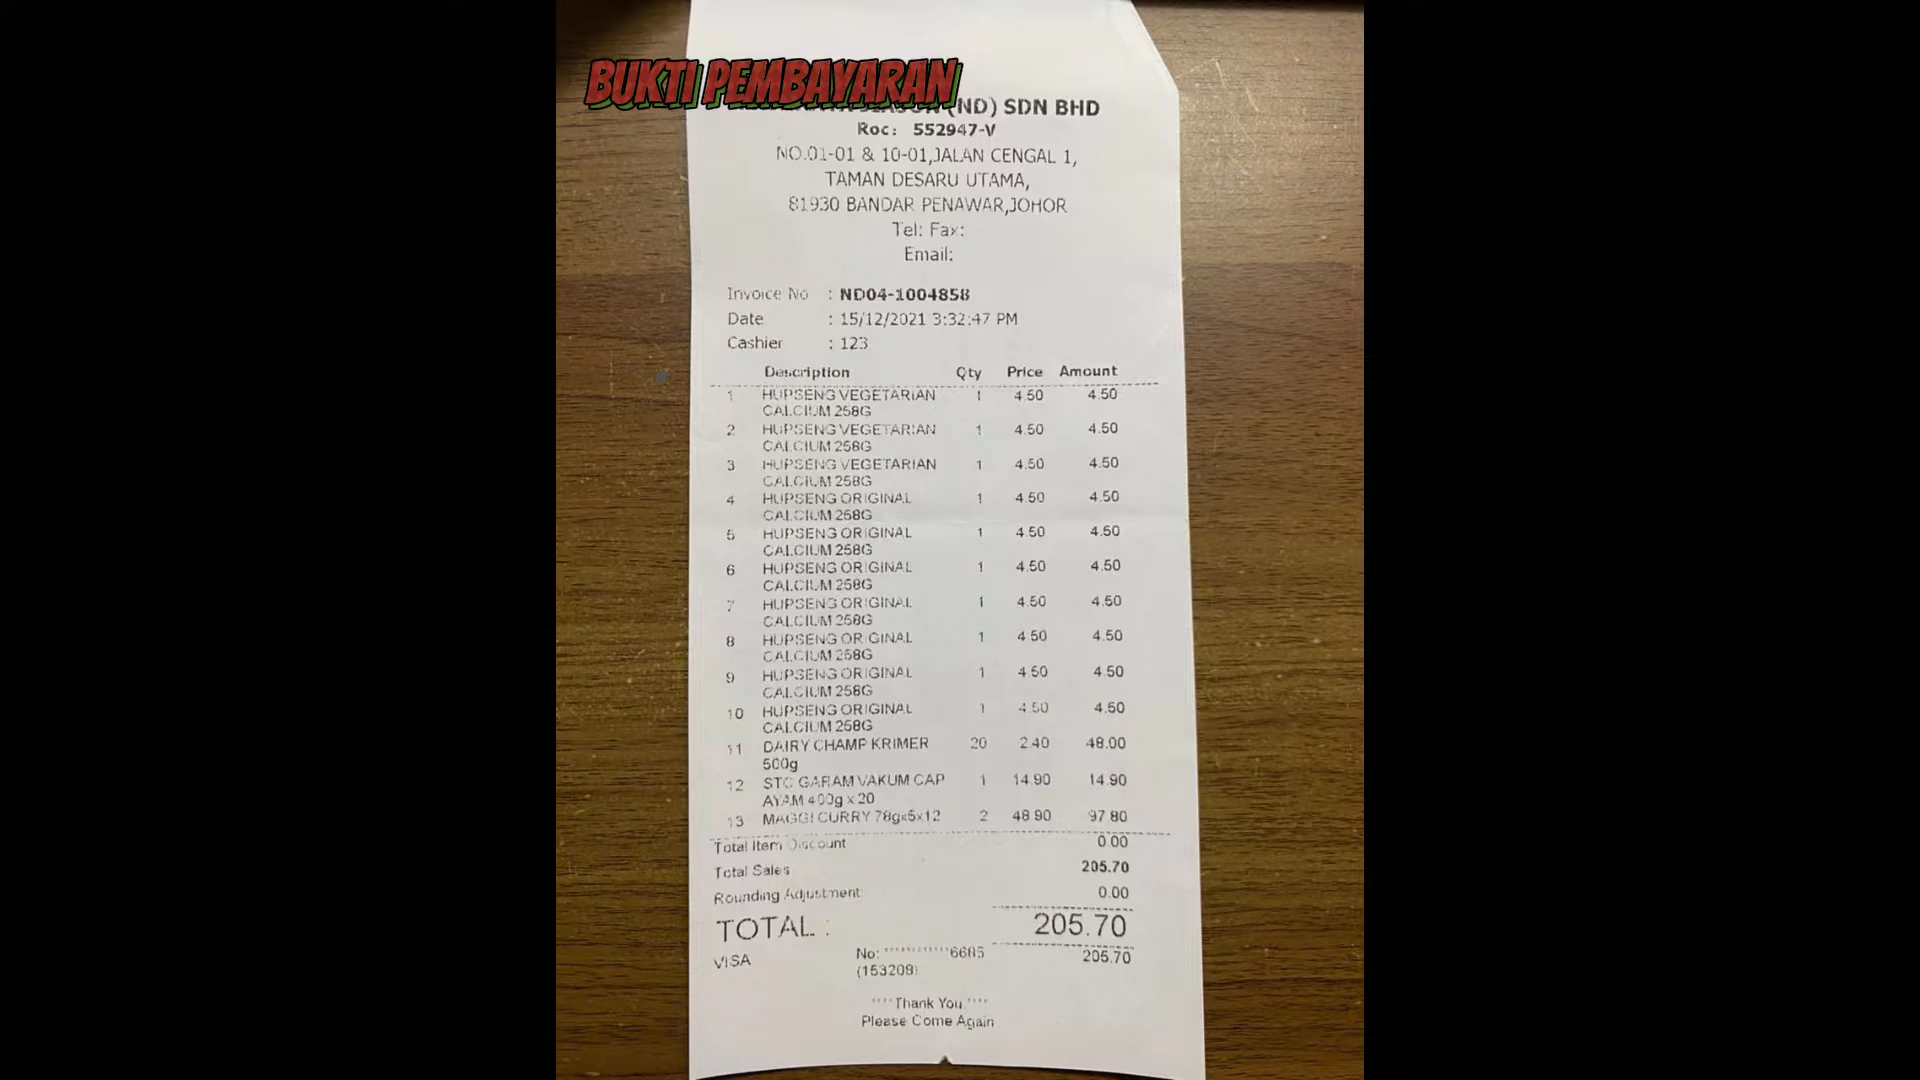 BUKTI PEMBAYARAN
(ND) SDN BHD
Roc: 552947-V
NO.01-01 & 10-01,JALAN CENGAL 1,
TAMAN DESARU UTAMA,
81930 BANDAR PENAWAR,JOHOR
Tel: Fax:
Email:
Invoice No : ND04-1004858
Date : 15/12/2021 3:32:47 PM
Cashier : 123
Description Qty Price Amount
1 HUPSENG VEGETARIAN 1 4.50 4.50
CALCIUM 258G
2 HUPSENG VEGETARIAN 1 4.50 4.50
CALCIUM 258G
3 HUPSENG VEGETARIAN 1 4.50 4.50
CALCIUM 258G
4 HUPSENG ORIGINAL 1 4.50 4.50
CALCIUM 258G
5 HUPSENG ORIGINAL 1 4.50 4.50
CALCIUM 258G
6 HUPSENG ORIGINAL 1 4.50 4.50
CALCIUM 258G
7 HUPSENG ORIGINAL 1 4.50 4.50
CALCIUM 258G
8 HUPSENG ORIGINAL 1 4.50 4.50
CALCIUM 258G
9 HUPSENG ORIGINAL 1 4.50 4.50
CALCIUM 258G
10 HUPSENG ORIGINAL 1 4.50 4.50
CALCIUM 258G
11 DAIRY CHAMP KRIMER 20 2.40 48.00
500g
12 STC GARAM VAKUM CAP 1 14.90 14.90
AYAM 400g x 20
13 MAGGI CURRY 78gx5x12 2 48.90 97.80
Total Item Discount 0.00
Total Sales 205.70
Rounding Adjustment 0.00
TOTAL : 205.70
VISA No: ************6685 205.70
(153208)
****Thank You.****
Please Come Again